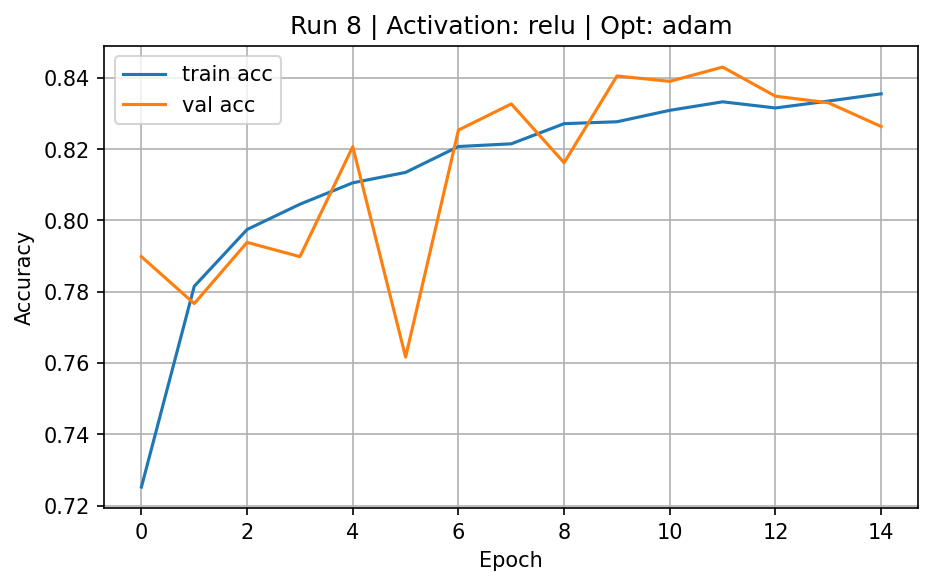 Run 8 | Activation: relu | Opt: adam
train acc
val acc
0.84
0.82
0.80
0.78
0.76
0.74
0.72
Accuracy
0 2 4 6 8 10 12 14
Epoch